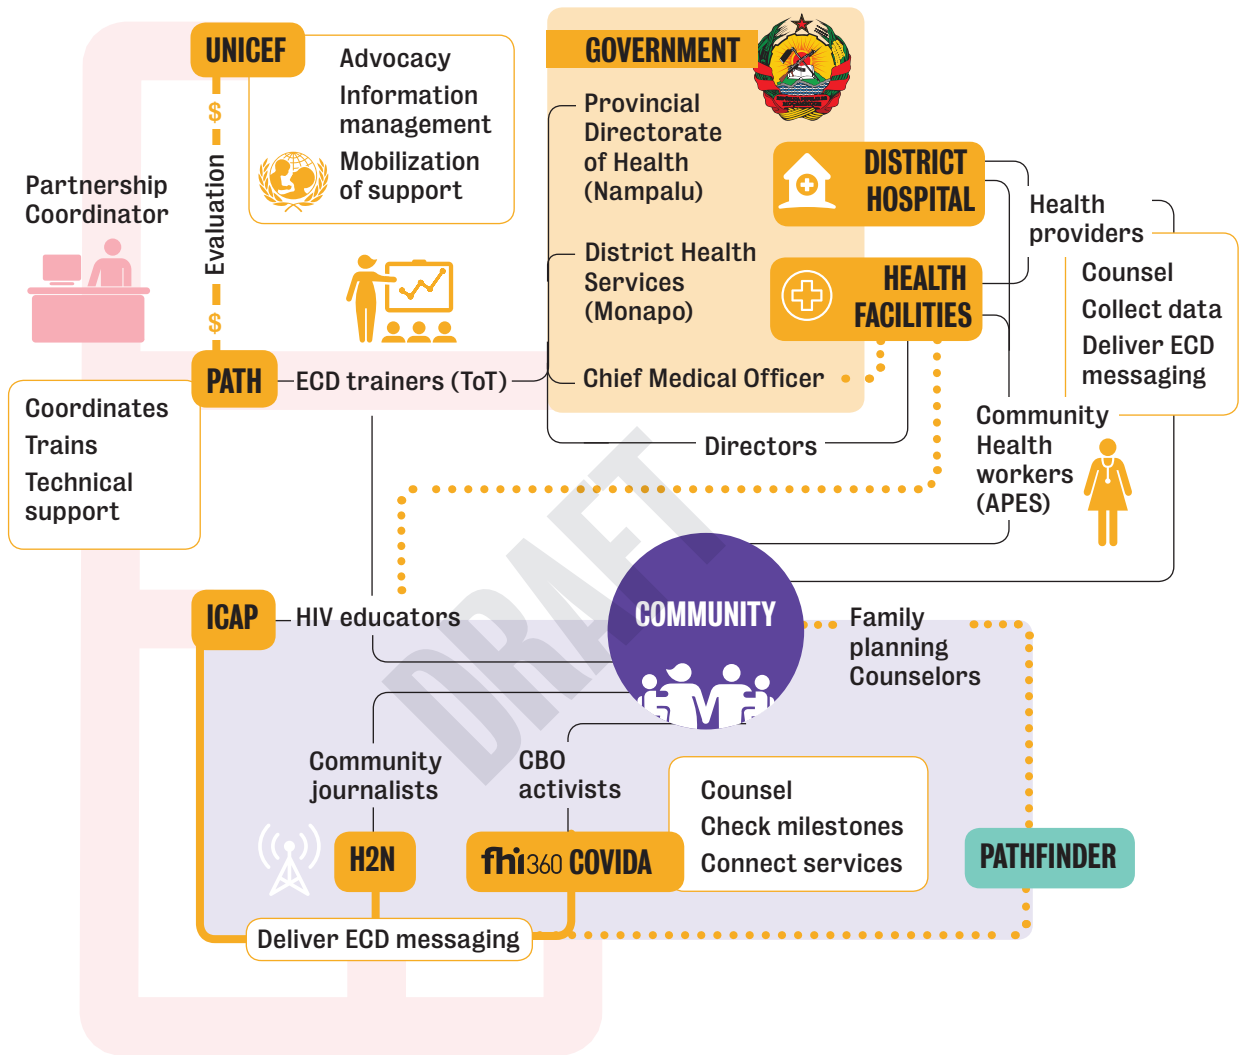 UNICEF
Advocacy
Information
management
Mobilization
of support
$
Evaluation
$
Partnership
Coordinator
GOVERNMENT
Provincial
Directorate
of Health
(Nampalu)
District Health
Services
(Monapo)
Chief Medical Officer
DISTRICT
HOSPITAL
HEALTH
FACILITIES
Health
providers
Counsel
Collect data
Deliver ECD
messaging
PATH
ECD trainers (ToT)
Coordinates
Trains
Technical
support
Directors
Community
Health
workers
(APES)
DRAFT
ICAP
HIV educators
COMMUNITY
Family
planning
Counselors
Community
journalists
CBO
activists
Counsel
Check milestones
Connect services
H2N
fhi360 COVIDA
PATHFINDER
Deliver ECD messaging